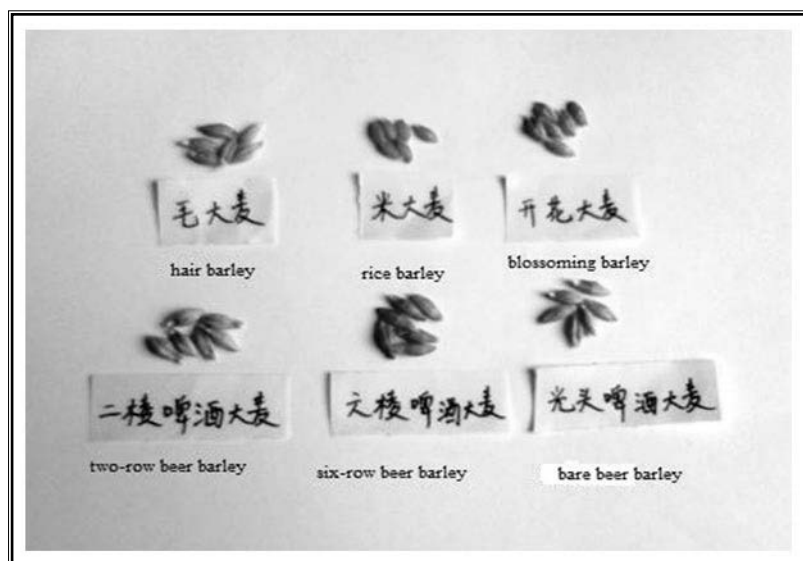 毛大麦
米大麦
开花大麦
hair barley
rice barley
blossoming barley
二棱啤酒大麦
六棱啤酒大麦
光头啤酒大麦
two-row beer barley
six-row beer barley
bare beer barley